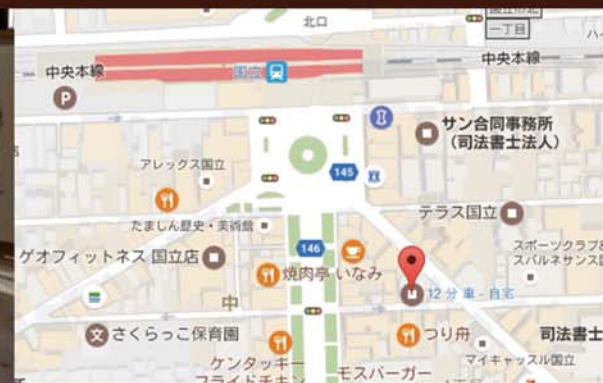 北口
一丁目
中央本線
国立
中央本線
サン合同事務所
(司法書士法人)
アレックス国立
145
たましん歴史・美術館
テラス国立
146
ゲオフィットネス 国立店
焼肉亭 いなみ
スポーツクラブ&
スバルネサンス国
12 分 車 - 自宅
中
さくらっこ保育園
つり舟
司法書士
マイキャッスル国立
ケンタッキー
フライドチキン
モスバーガー